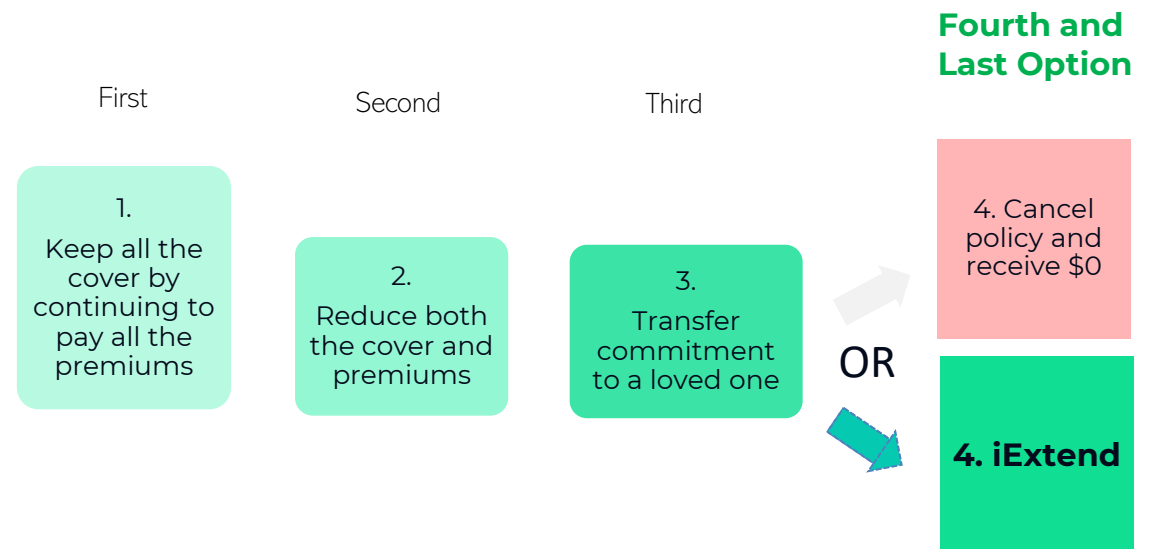 Fourth and
Last Option
First
Second
Third
1.
Keep all the
cover by
continuing to
pay all the
premiums
2.
Reduce both
the cover and
premiums
3.
Transfer
commitment
to a loved one
OR
4. Cancel
policy and
receive $0
4. iExtend